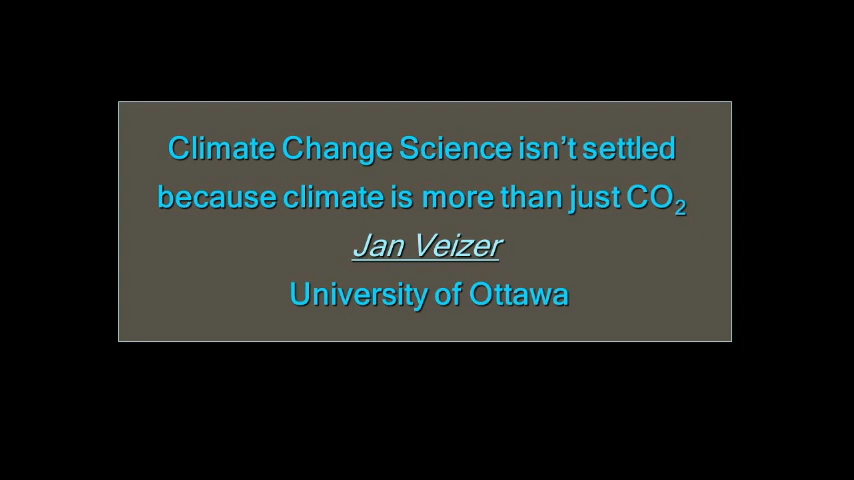 Climate Change Science isn’t settled
because climate is more than just CO₂
Jan Veizer
University of Ottawa